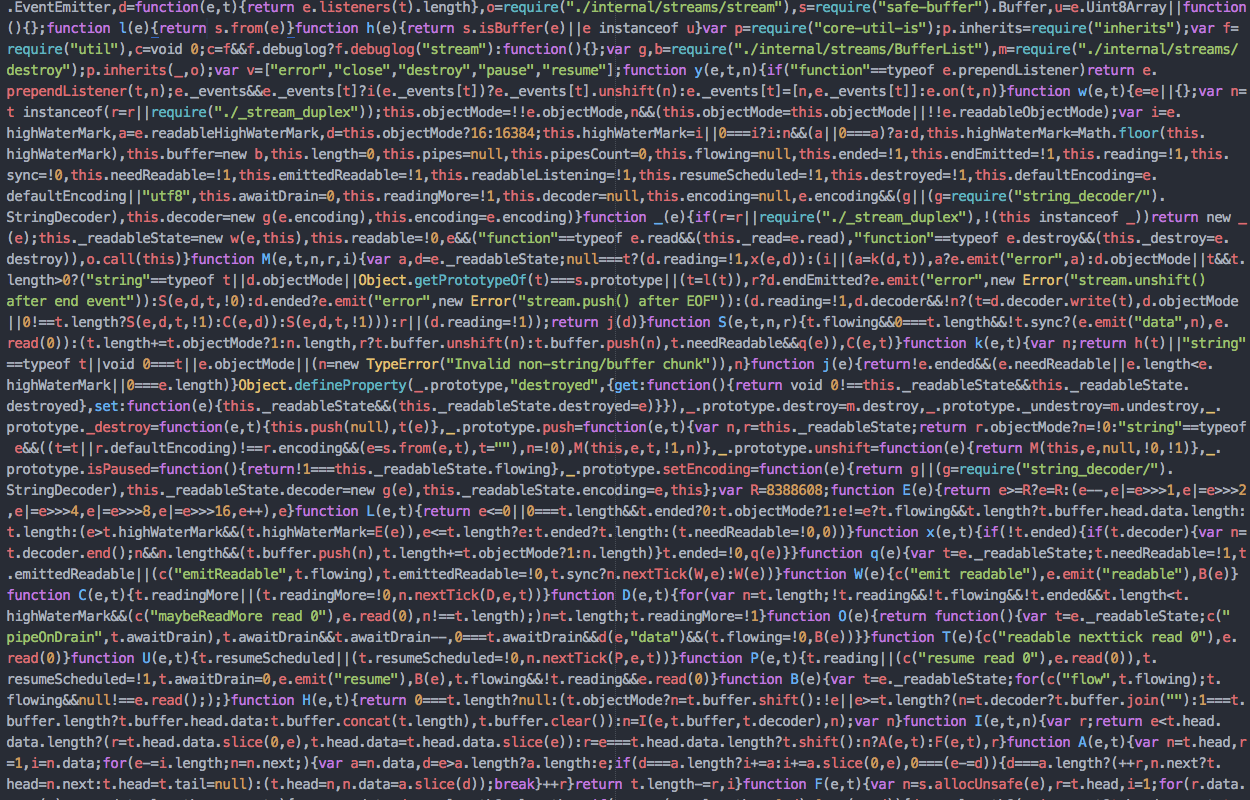 .EventEmitter,d=function(e,t){return e.listeners(t).length},o=require("./internal/streams/stream"),s=require("safe-buffer").Buffer,u=e.Uint8Array||function
(){};function l(e){return s.from(e)}function h(e){return s.isBuffer(e)||e instanceof u}var p=require("core-util-is");p.inherits=require("inherits");var f=
require("util"),c=void 0;c=f&&f.debuglog?f.debuglog("stream"):function(){};var g,b=require("./internal/streams/BufferList"),m=require("./internal/streams/
destroy");p.inherits(_,o);var v=["error","close","destroy","pause","resume"];function y(e,t,n){if("function"==typeof e.prependListener)return e.
prependListener(t,n);e._events&&e._events[t]?i(e._events[t])?e._events[t].unshift(n):e._events[t]=[n,e._events[t]]:e.on(t,n)}function w(e,t){e=e||{};var n=
t instanceof(r=r||require("./_stream_duplex"));this.objectMode=!!e.objectMode,n&&(this.objectMode=this.objectMode||!!e.readableObjectMode);var i=e.
highWaterMark,a=e.readableHighWaterMark,d=this.objectMode?16:16384;this.highWaterMark=i||0===i?i:n&&(a||0===a)?a:d,this.highWaterMark=Math.floor(this.
highWaterMark),this.buffer=new b,this.length=0,this.pipes=null,this.pipesCount=0,this.flowing=null,this.ended=!1,this.endEmitted=!1,this.reading=!1,this.
sync=!0,this.needReadable=!1,this.emittedReadable=!1,this.readableListening=!1,this.resumeScheduled=!1,this.destroyed=!1,this.defaultEncoding=e.
defaultEncoding||"utf8",this.awaitDrain=0,this.readingMore=!1,this.decoder=null,this.encoding=null,e.encoding&&(g||(g=require("string_decoder/").
StringDecoder),this.decoder=new g(e.encoding),this.encoding=e.encoding)}function _(e){if(r=r||require("./_stream_duplex"),!(this instanceof _))return new _
(e);this._readableState=new w(e,this),this.readable=!0,e&&("function"==typeof e.read&&(this._read=e.read),"function"==typeof e.destroy&&(this._destroy=e.
destroy)),o.call(this)}function M(e,t,n,r,i){var a,d=e._readableState;null===t?(d.reading=!1,x(e,d)):(i||(a=k(d,t)),a?e.emit("error",a):d.objectMode||t&&t.
length>0?("string"==typeof t||d.objectMode||Object.getPrototypeOf(t)===s.prototype||(t=l(t)),r?d.endEmitted?e.emit("error",new Error("stream.unshift()
after end event")):S(e,d,t,!0):d.ended?e.emit("error",new Error("stream.push() after EOF")):(d.reading=!1,d.decoder&&!n?(t=d.decoder.write(t),d.objectMode
||0!==t.length?S(e,d,t,!1):C(e,d)):S(e,d,t,!1))):r||(d.reading=!1));return j(d)}function S(e,t,n,r){t.flowing&&0===t.length&&!t.sync?(e.emit("data",n),e.
read(0)):(t.length+=t.objectMode?1:n.length,r?t.buffer.unshift(n):t.buffer.push(n),t.needReadable&&q(e)),C(e,t)}function k(e,t){var n;return h(t)||"string"
==typeof t||void 0===t||e.objectMode||(n=new TypeError("Invalid non-string/buffer chunk")),n}function j(e){return!e.ended&&(e.needReadable||e.length<e.
highWaterMark||0===e.length)}Object.defineProperty(_.prototype,"destroyed",{get:function(){return void 0!==this._readableState&&this._readableState.
destroyed},set:function(e){this._readableState&&(this._readableState.destroyed=e)}}),_.prototype.destroy=m.destroy,_.prototype._undestroy=m.undestroy,_.
prototype._destroy=function(e,t){this.push(null),t(e)},_.prototype.push=function(e,t){var n,r=this._readableState;return r.objectMode?n=!0:"string"==typeof
e&&((t=t||r.defaultEncoding)!==r.encoding&&(e=s.from(e,t),t=""),n=!0),M(this,e,t,!1,n)},_.prototype.unshift=function(e){return M(this,e,null,!0,!1)},_.
prototype.isPaused=function(){return!1===this._readableState.flowing},_.prototype.setEncoding=function(e){return g||(g=require("string_decoder/").
StringDecoder),this._readableState.decoder=new g(e),this._readableState.encoding=e,this};var R=8388608;function E(e){return e>=R?e=R:(e--,e|=e>>>1,e|=e>>>2
,e|=e>>>4,e|=e>>>8,e|=e>>>16,e++),e}function L(e,t){return e<=0||0===t.length&&t.ended?0:t.objectMode?1:e!=e?t.flowing&&t.length?t.buffer.head.data.length:
t.length:(e>t.highWaterMark&&(t.highWaterMark=E(e)),e<=t.length?e:t.ended?t.length:(t.needReadable=!0,0))}function x(e,t){if(!t.ended){if(t.decoder){var n=
t.decoder.end();n&&n.length&&(t.buffer.push(n),t.length+=t.objectMode?1:n.length)}t.ended=!0,q(e)}}function q(e){var t=e._readableState;t.needReadable=!1,t
.emittedReadable||(c("emitReadable",t.flowing),t.emittedReadable=!0,t.sync?n.nextTick(W,e):W(e))}function W(e){c("emit readable"),e.emit("readable"),B(e)}
function C(e,t){t.readingMore||(t.readingMore=!0,n.nextTick(D,e,t))}function D(e,t){for(var n=t.length;!t.reading&&!t.flowing&&!t.ended&&t.length<t.
highWaterMark&&(c("maybeReadMore read 0"),e.read(0),n!==t.length);)n=t.length;t.readingMore=!1}function O(e){return function(){var t=e._readableState;c("
pipeOnDrain",t.awaitDrain),t.awaitDrain&&t.awaitDrain--,0===t.awaitDrain&&d(e,"data")&&(t.flowing=!0,B(e))}}function T(e){c("readable nexttick read 0"),e.
read(0)}function U(e,t){t.resumeScheduled||(t.resumeScheduled=!0,n.nextTick(P,e,t))}function P(e,t){t.reading||(c("resume read 0"),e.read(0)),t.
resumeScheduled=!1,t.awaitDrain=0,e.emit("resume"),B(e),t.flowing&&!t.reading&&e.read(0)}function B(e){var t=e._readableState;for(c("flow",t.flowing);t.
flowing&&null!==e.read(););}function H(e,t){return 0===t.length?null:(t.objectMode?n=t.buffer.shift():!e||e>=t.length?(n=t.decoder?t.buffer.join(""):1===t.
buffer.length?t.buffer.head.data:t.buffer.concat(t.length),t.buffer.clear()):n=I(e,t.buffer,t.decoder),n);var n}function I(e,t,n){var r;return e<t.head.
data.length?(r=t.head.data.slice(0,e),t.head.data=t.head.data.slice(e)):r=e===t.head.data.length?t.shift():n?A(e,t):F(e,t),r}function A(e,t){var n=t.head,r
=1,i=n.data;for(e-=i.length;n=n.next;){var a=n.data,d=e>a.length?a.length:e;if(d===a.length?i+=a:i+=a.slice(0,e),0===(e-=d)){d===a.length?(++r,n.next?t.
head=n.next:t.head=t.tail=null):(t.head=n,n.data=a.slice(d));break}++r}return t.length-=r,i}function F(e,t){var n=s.allocUnsafe(e),r=t.head,i=1;for(r.data.